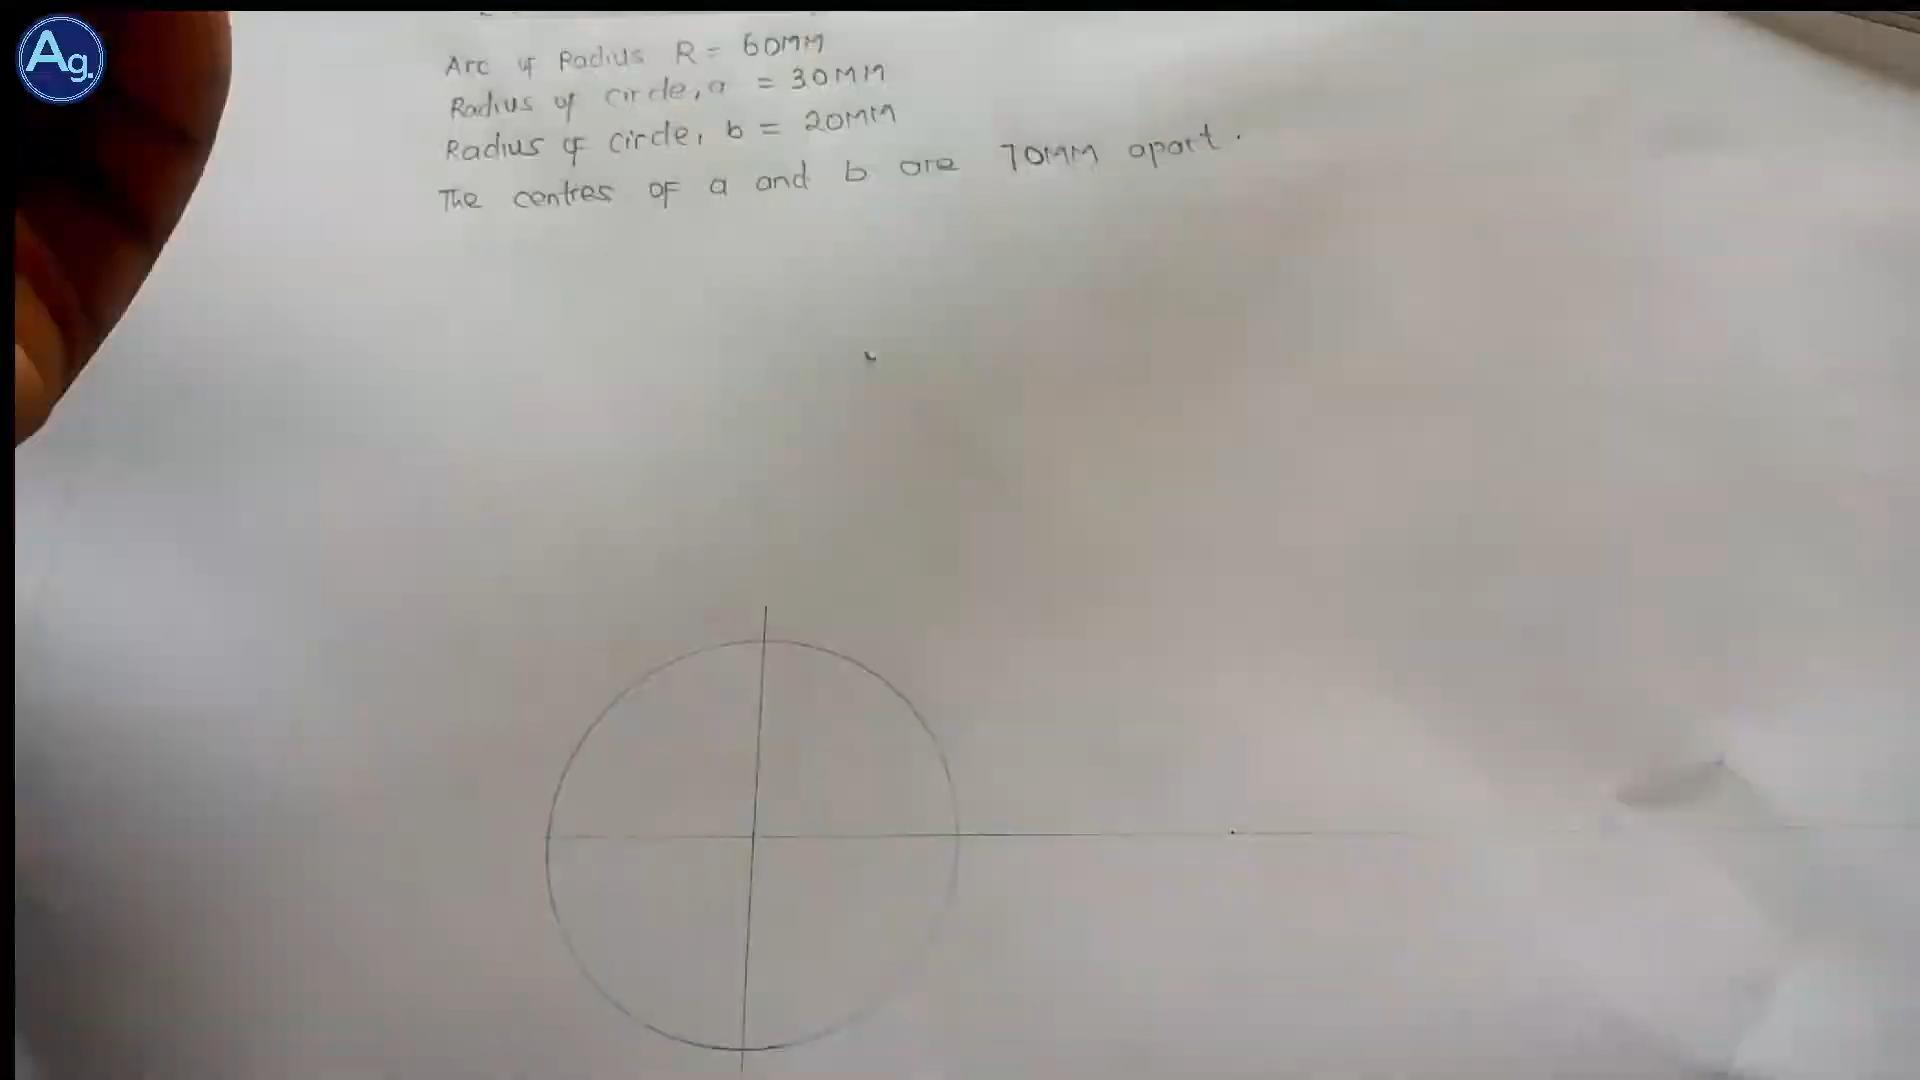 Ag.
Arc of Radius R = 60MM
Radius of circle, a = 30MM
Radius of circle, b = 20MM
The centres OF a and b are 70MM apart.